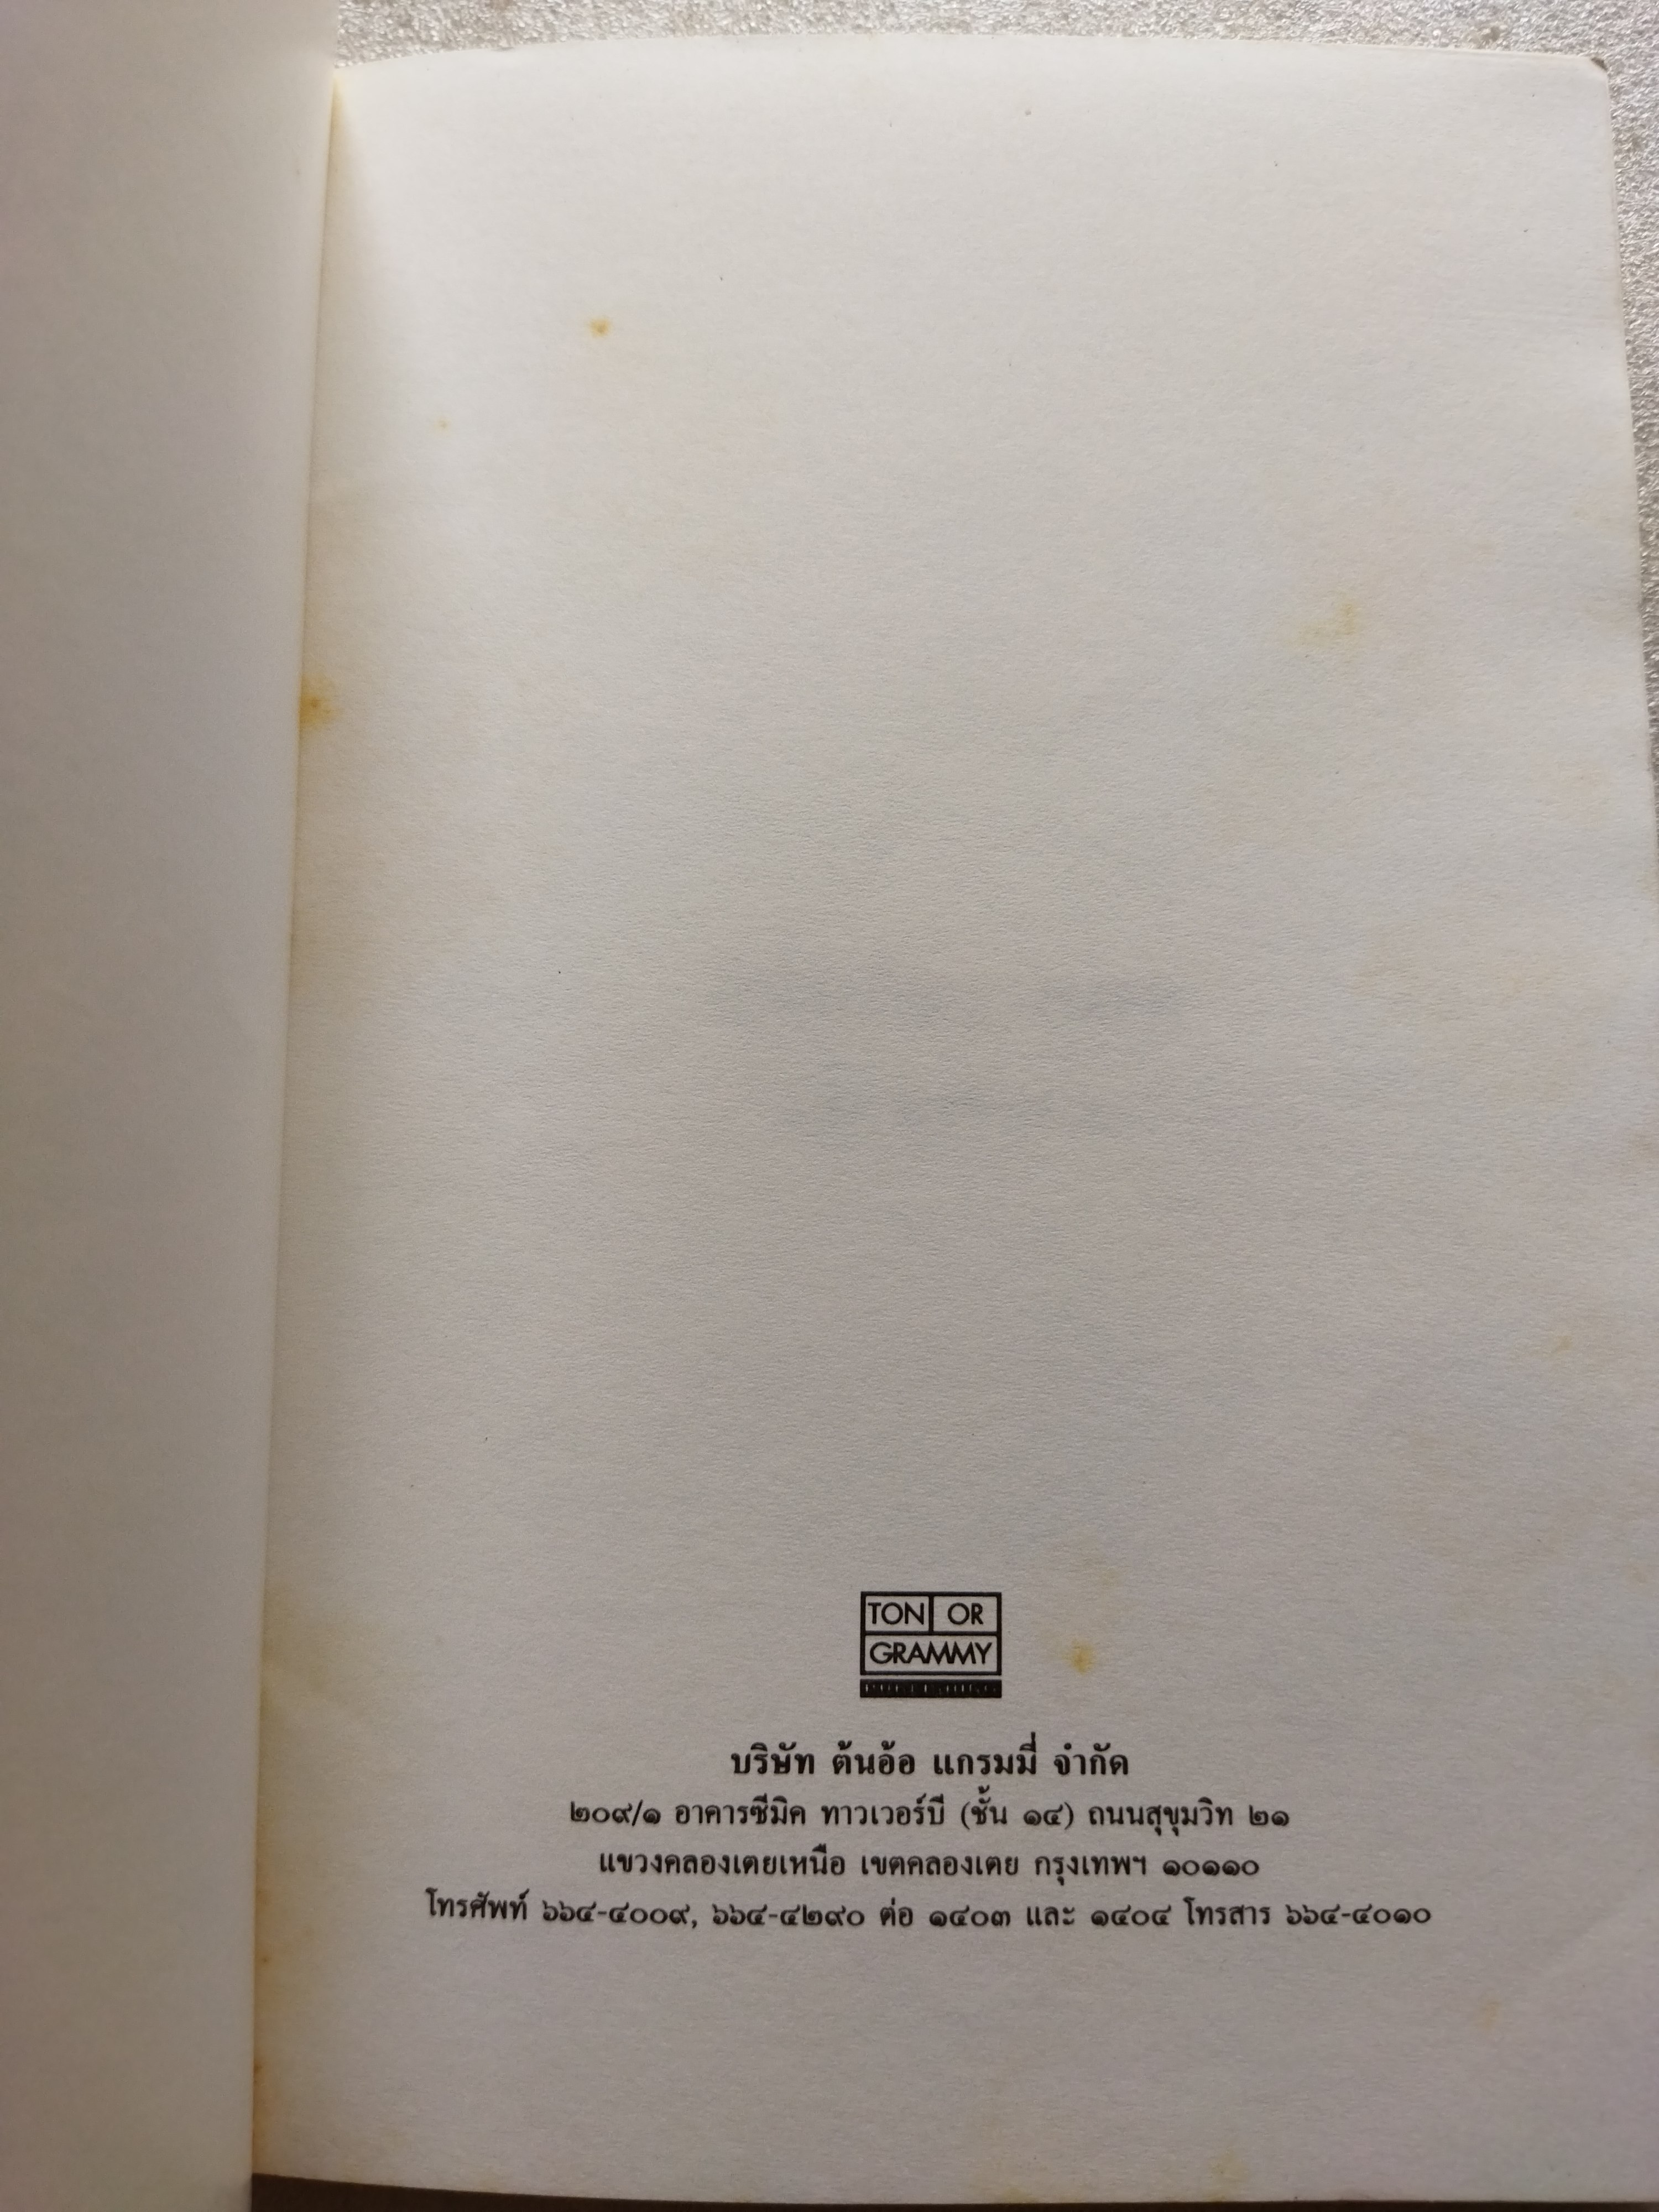 TON OR
GRAMMY
บริษัท ต้นอ้อ แกรมมี่ จำกัด
๒๐๙/๑ อาคารซีมิค ทาวเวอร์บี (ชั้น ๑๔) ถนนสุขุมวิท ๒๑
แขวงคลองเตยเหนือ เขตคลองเตย กรุงเทพฯ ๑๐๑๑๐
โทรศัพท์ ๖๖๔-๔๐๐๙, ๖๖๔-๔๒๙๐ ต่อ ๑๔๐๓ และ ๑๔๐๔ โทรสาร ๖๖๔-๔๐๑๐